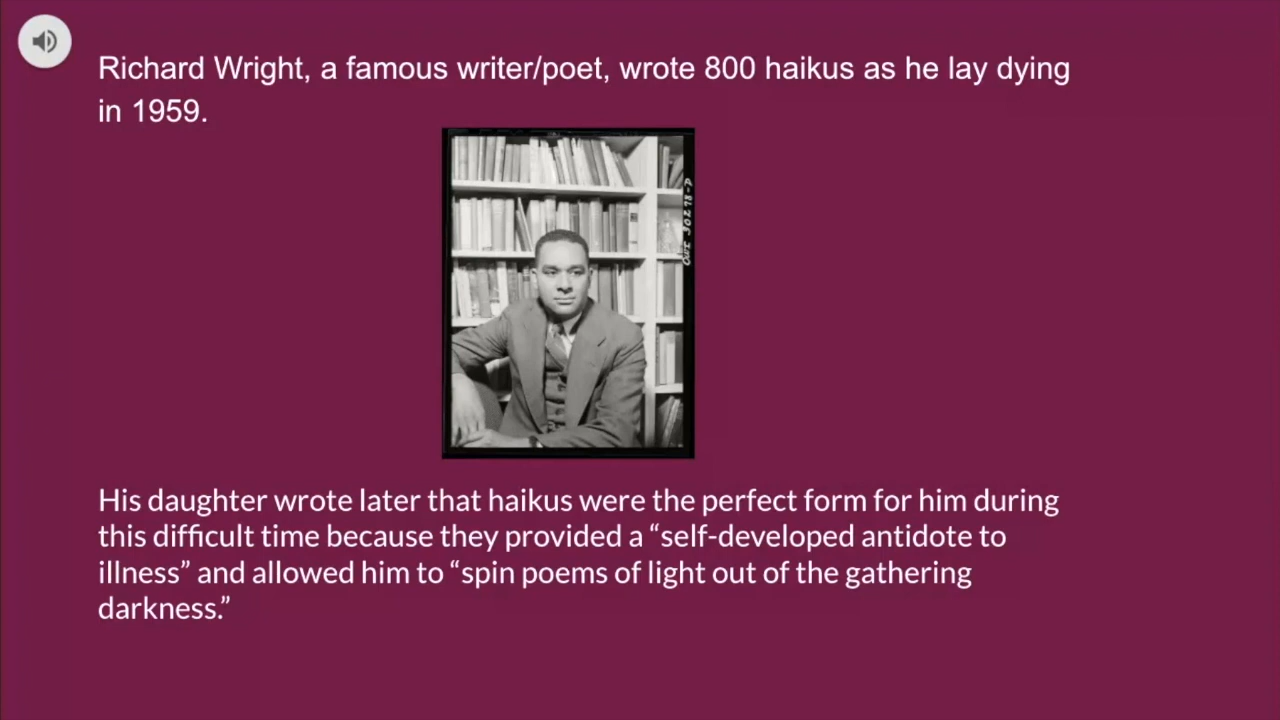 Richard Wright, a famous writer/poet, wrote 800 haikus as he lay dying
in 1959.
OWI 30278-A
His daughter wrote later that haikus were the perfect form for him during
this difficult time because they provided a “self-developed antidote to
illness” and allowed him to “spin poems of light out of the gathering
darkness.”